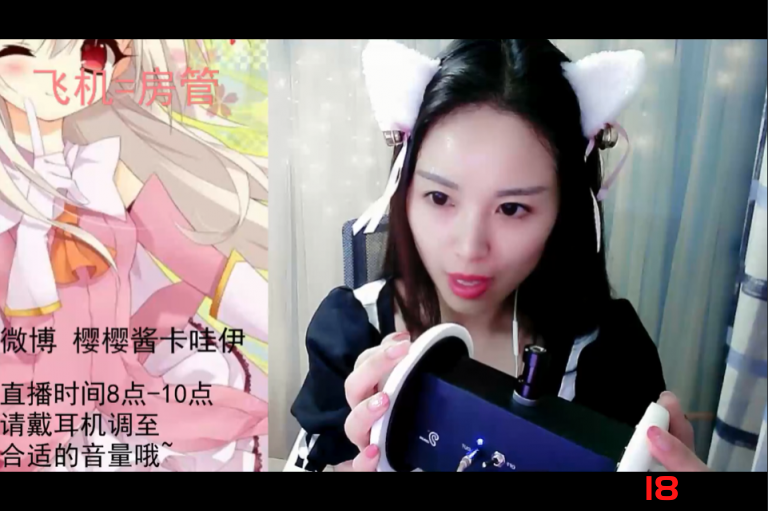 飞机=房管
微博 樱樱酱卡哇伊
直播时间8点-10点
请戴耳机调至
合适的音量哦~
18